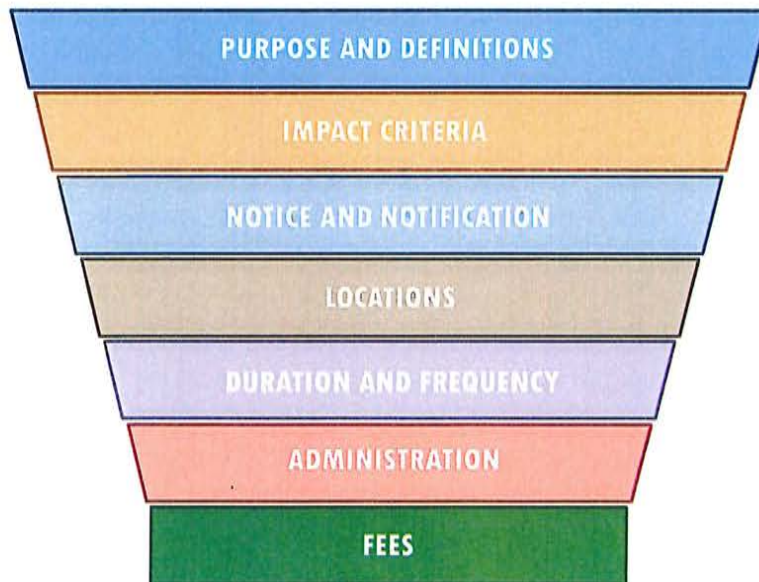 PURPOSE AND DEFINITIONS
IMPACT CRITERIA
NOTICE AND NOTIFICATION
LOCATIONS
DURATION AND FREQUENCY
ADMINISTRATION
FEES